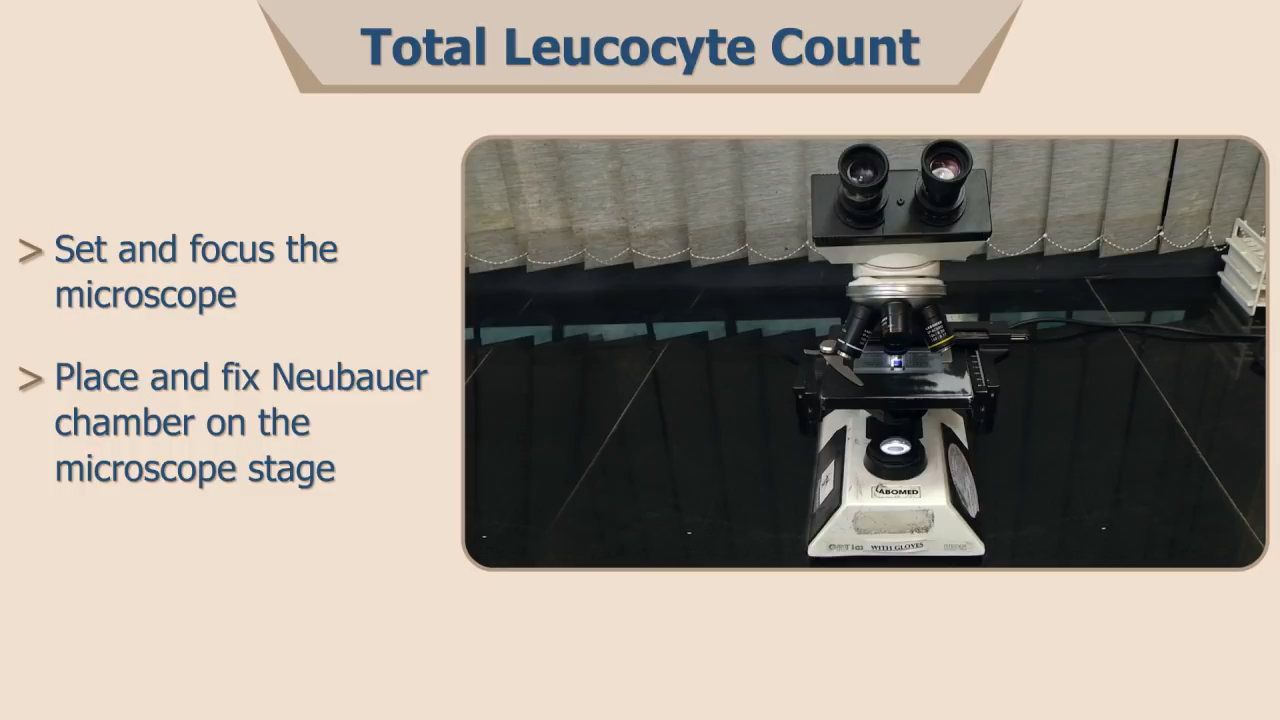 Total Leucocyte Count
> Set and focus the
microscope
> Place and fix Neubauer
chamber on the
microscope stage
LABOMED
WITH GLOVES